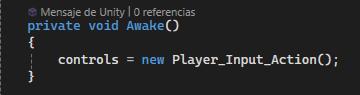 Mensaje de Unity | 0 referencias
private void Awake()
{
controls = new Player_Input_Action();
}